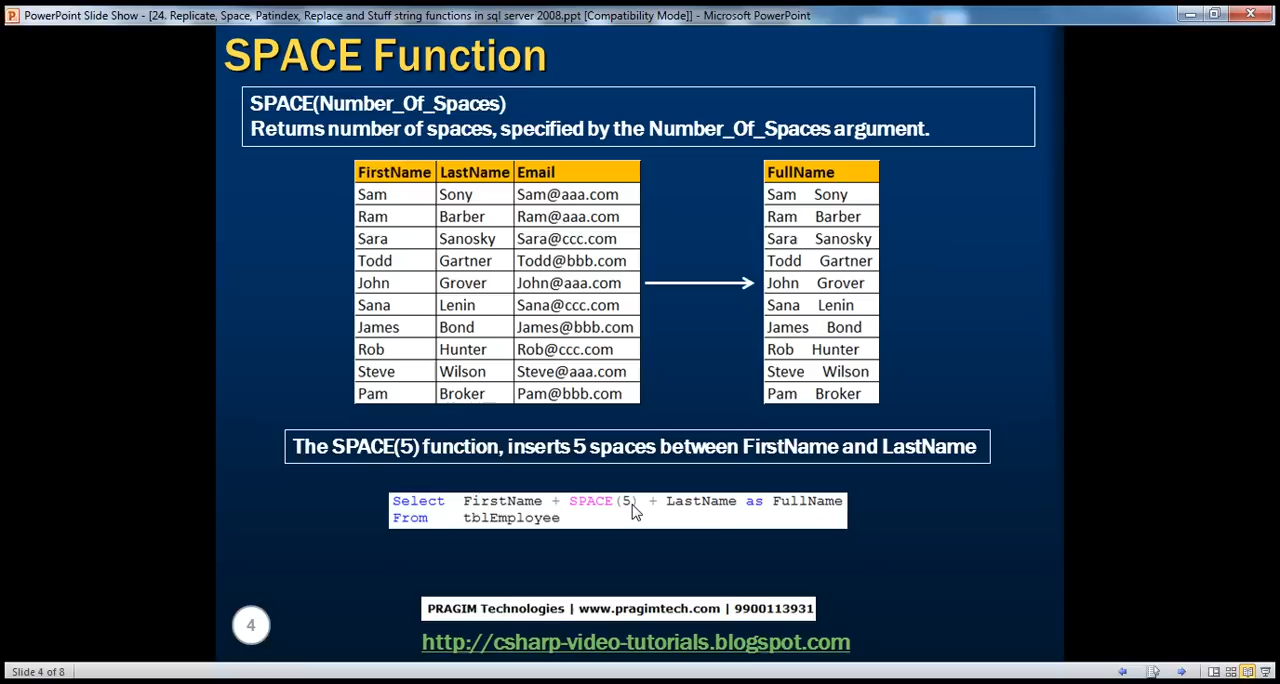 PowerPoint Slide Show - [24. Replicate, Space, Patindex, Replace and Stuff string functions in sql server 2008.ppt [Compatibility Mode]] - Microsoft PowerPoint
SPACE Function
SPACE(Number_Of_Spaces)
Returns number of spaces, specified by the Number_Of_Spaces argument.
FirstName LastName Email FullName
Sam Sony Sam@aaa.com Sam Sony
Ram Barber Ram@aaa.com Ram Barber
Sara Sanosky Sara@ccc.com Sara Sanosky
Todd Gartner Todd@bbb.com Todd Gartner
John Grover John@aaa.com John Grover
Sana Lenin Sana@ccc.com Sana Lenin
James Bond James@bbb.com James Bond
Rob Hunter Rob@ccc.com Rob Hunter
Steve Wilson Steve@aaa.com Steve Wilson
Pam Broker Pam@bbb.com Pam Broker
The SPACE(5) function, inserts 5 spaces between FirstName and LastName
Select FirstName + SPACE(5) + LastName as FullName
From tblEmployee
PRAGIM Technologies | www.pragimtech.com | 9900113931
4
http://csharp-video-tutorials.blogspot.com
Slide 4 of 8